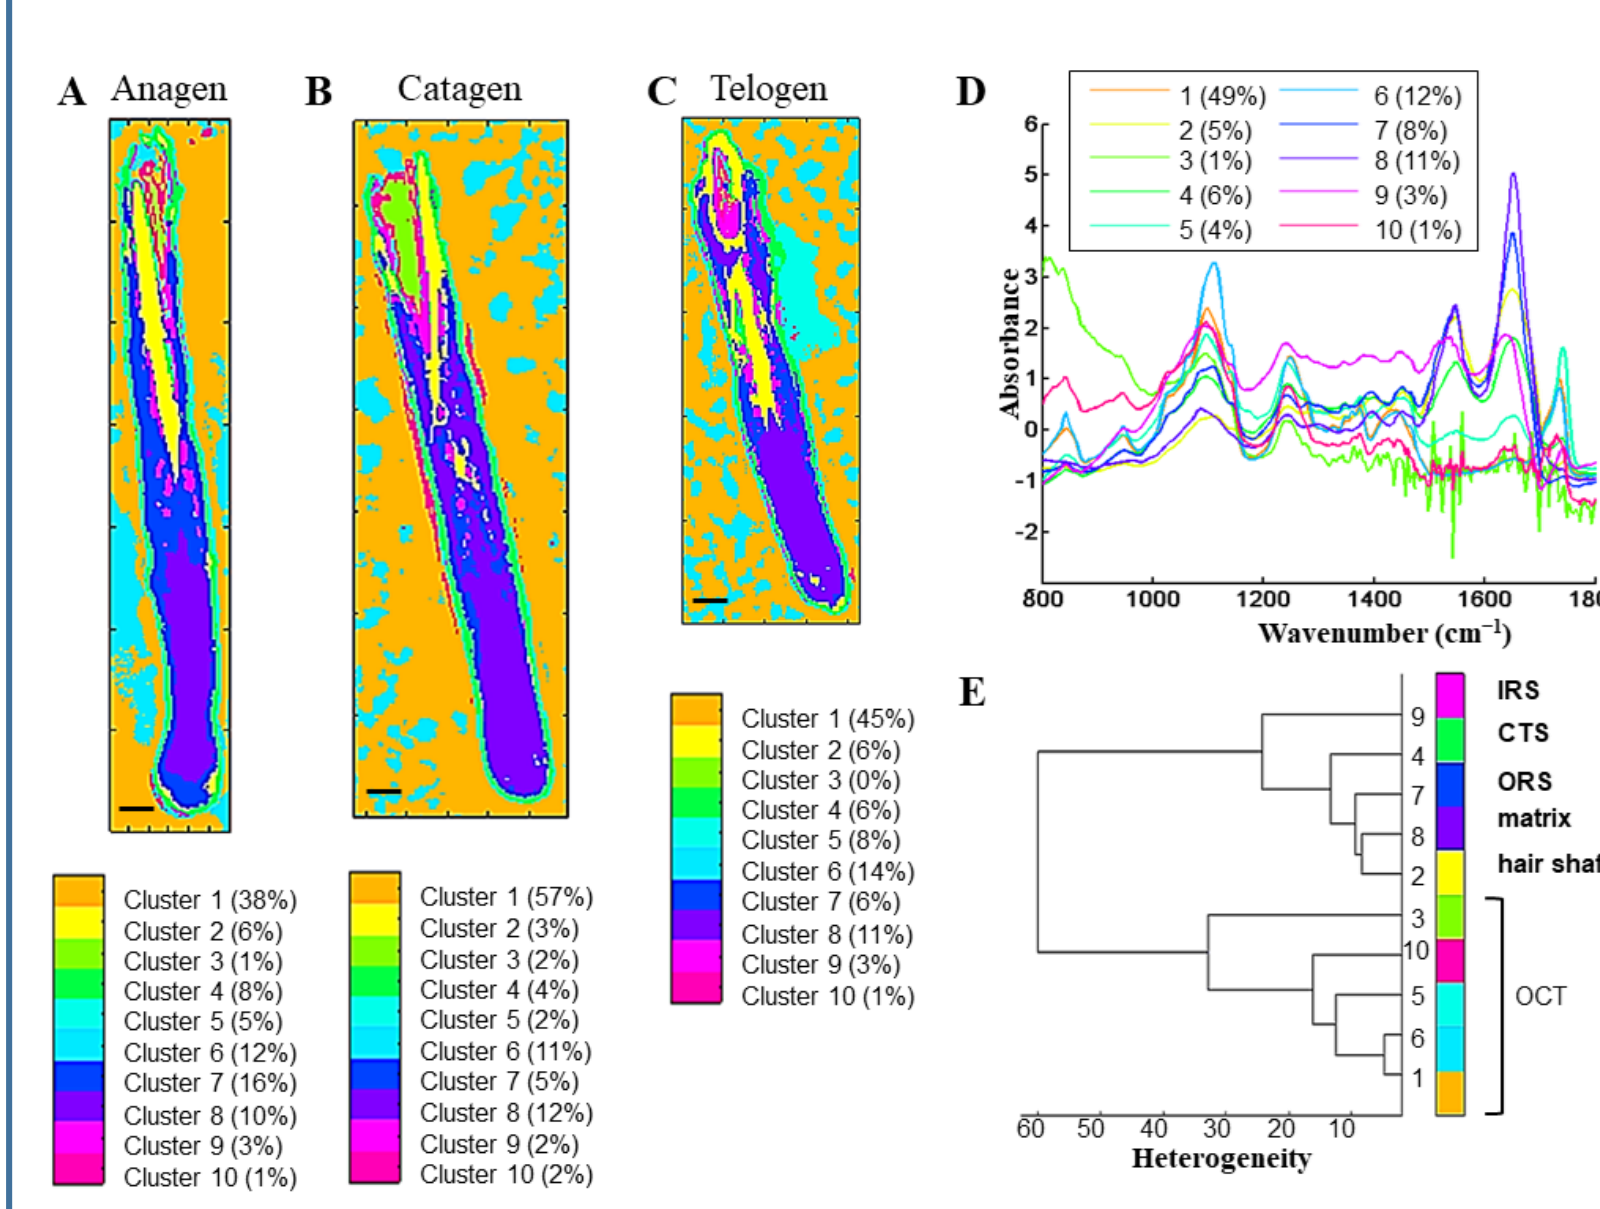 A Anagen
B Catagen
C Telogen
Cluster 1 (38%)
Cluster 2 (6%)
Cluster 3 (1%)
Cluster 4 (8%)
Cluster 5 (5%)
Cluster 6 (12%)
Cluster 7 (16%)
Cluster 8 (10%)
Cluster 9 (3%)
Cluster 10 (1%)
Cluster 1 (57%)
Cluster 2 (3%)
Cluster 3 (2%)
Cluster 4 (4%)
Cluster 5 (2%)
Cluster 6 (11%)
Cluster 7 (5%)
Cluster 8 (12%)
Cluster 9 (2%)
Cluster 10 (2%)
Cluster 1 (45%)
Cluster 2 (6%)
Cluster 3 (0%)
Cluster 4 (6%)
Cluster 5 (8%)
Cluster 6 (14%)
Cluster 7 (6%)
Cluster 8 (11%)
Cluster 9 (3%)
Cluster 10 (1%)
D
1 (49%) 6 (12%)
2 (5%) 7 (8%)
3 (1%) 8 (11%)
4 (6%) 9 (3%)
5 (4%) 10 (1%)
Absorbance
6
5
4
3
2
1
0
-1
-2
800 1000 1200 1400 1600 180
Wavenumber (cm⁻¹)
E
9 IRS
4 CTS
7 ORS
8 matrix
2 hair shaf
3
10
5 OCT
6
1
60 50 40 30 20 10
Heterogeneity